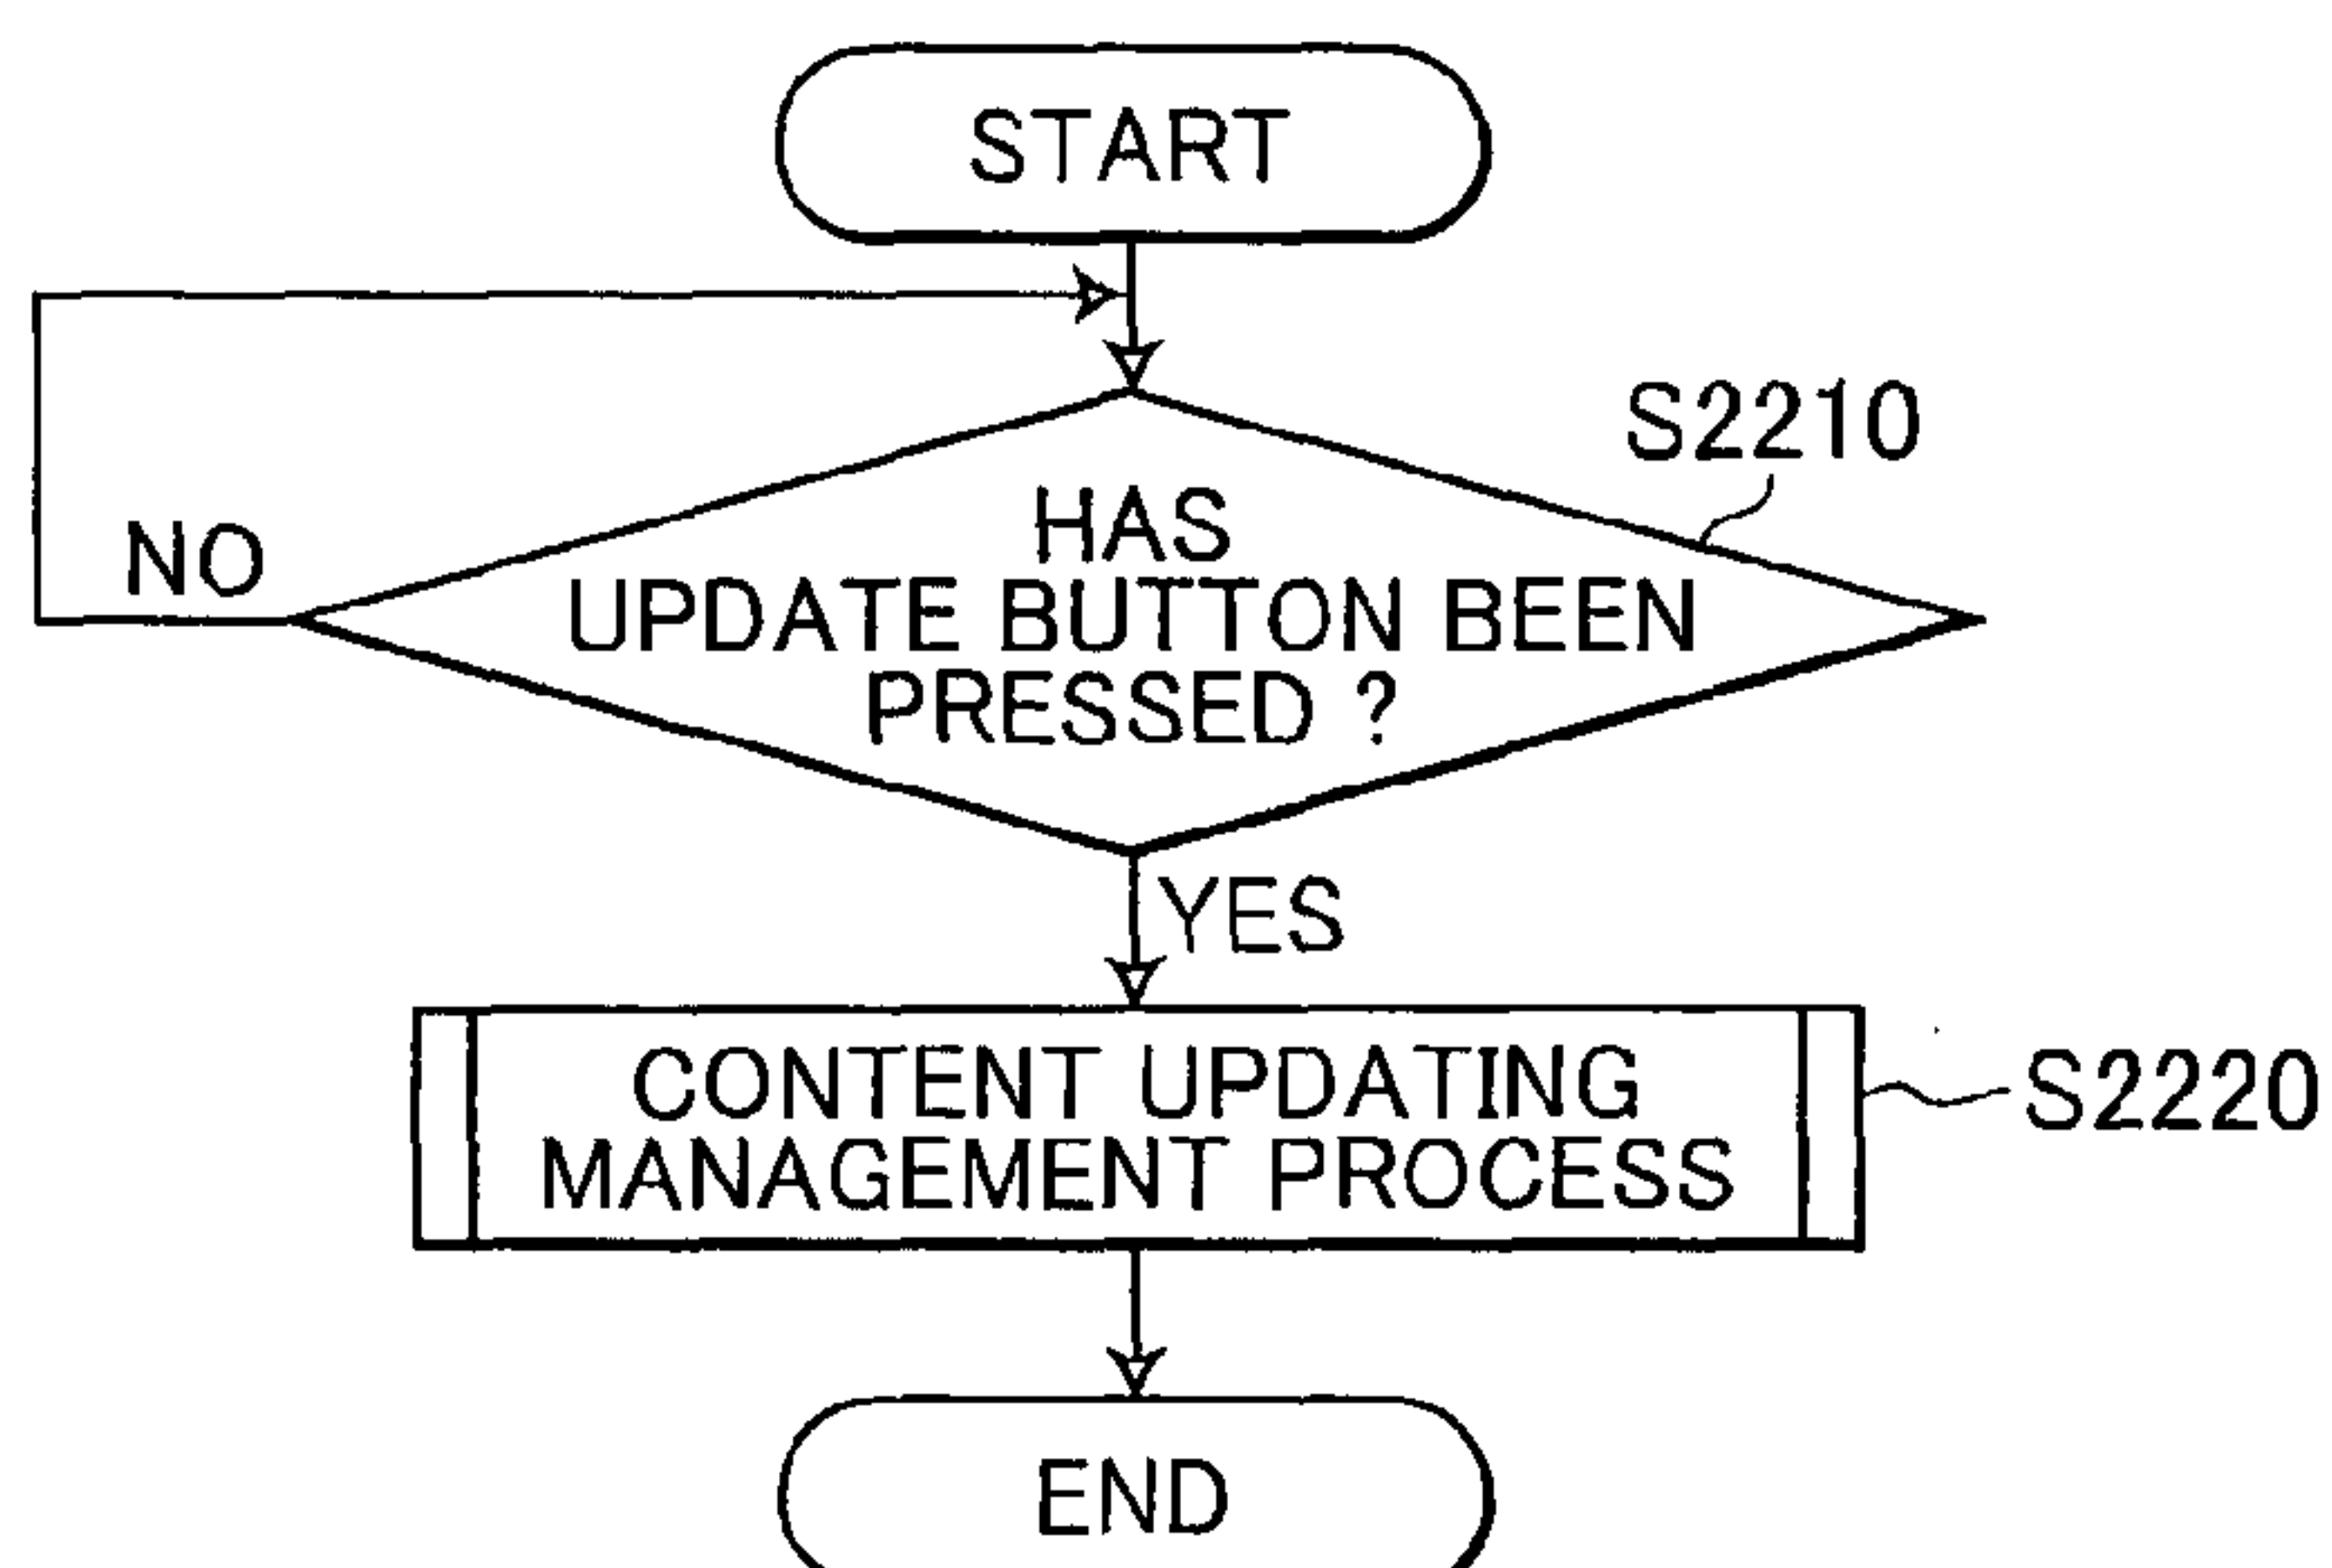 START
S2210
NO
HAS
UPDATE BUTTON BEEN
PRESSED ?
YES
CONTENT UPDATING
MANAGEMENT PROCESS
S2220
END